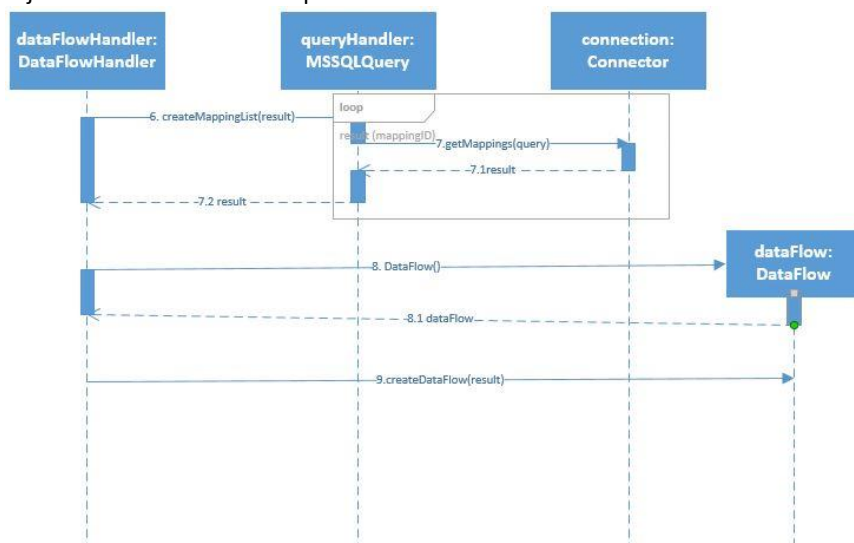 dataFlowHandler:
DataFlowHandler
queryHandler:
MSSQLQuery
connection:
Connector
6. createMappingList(result)
loop
result (mappingID)
7.getMappings(query)
7.1result
7.2 result
dataFlow:
DataFlow
8. DataFlow()
8.1 dataFlow
9.createDataFlow(result)